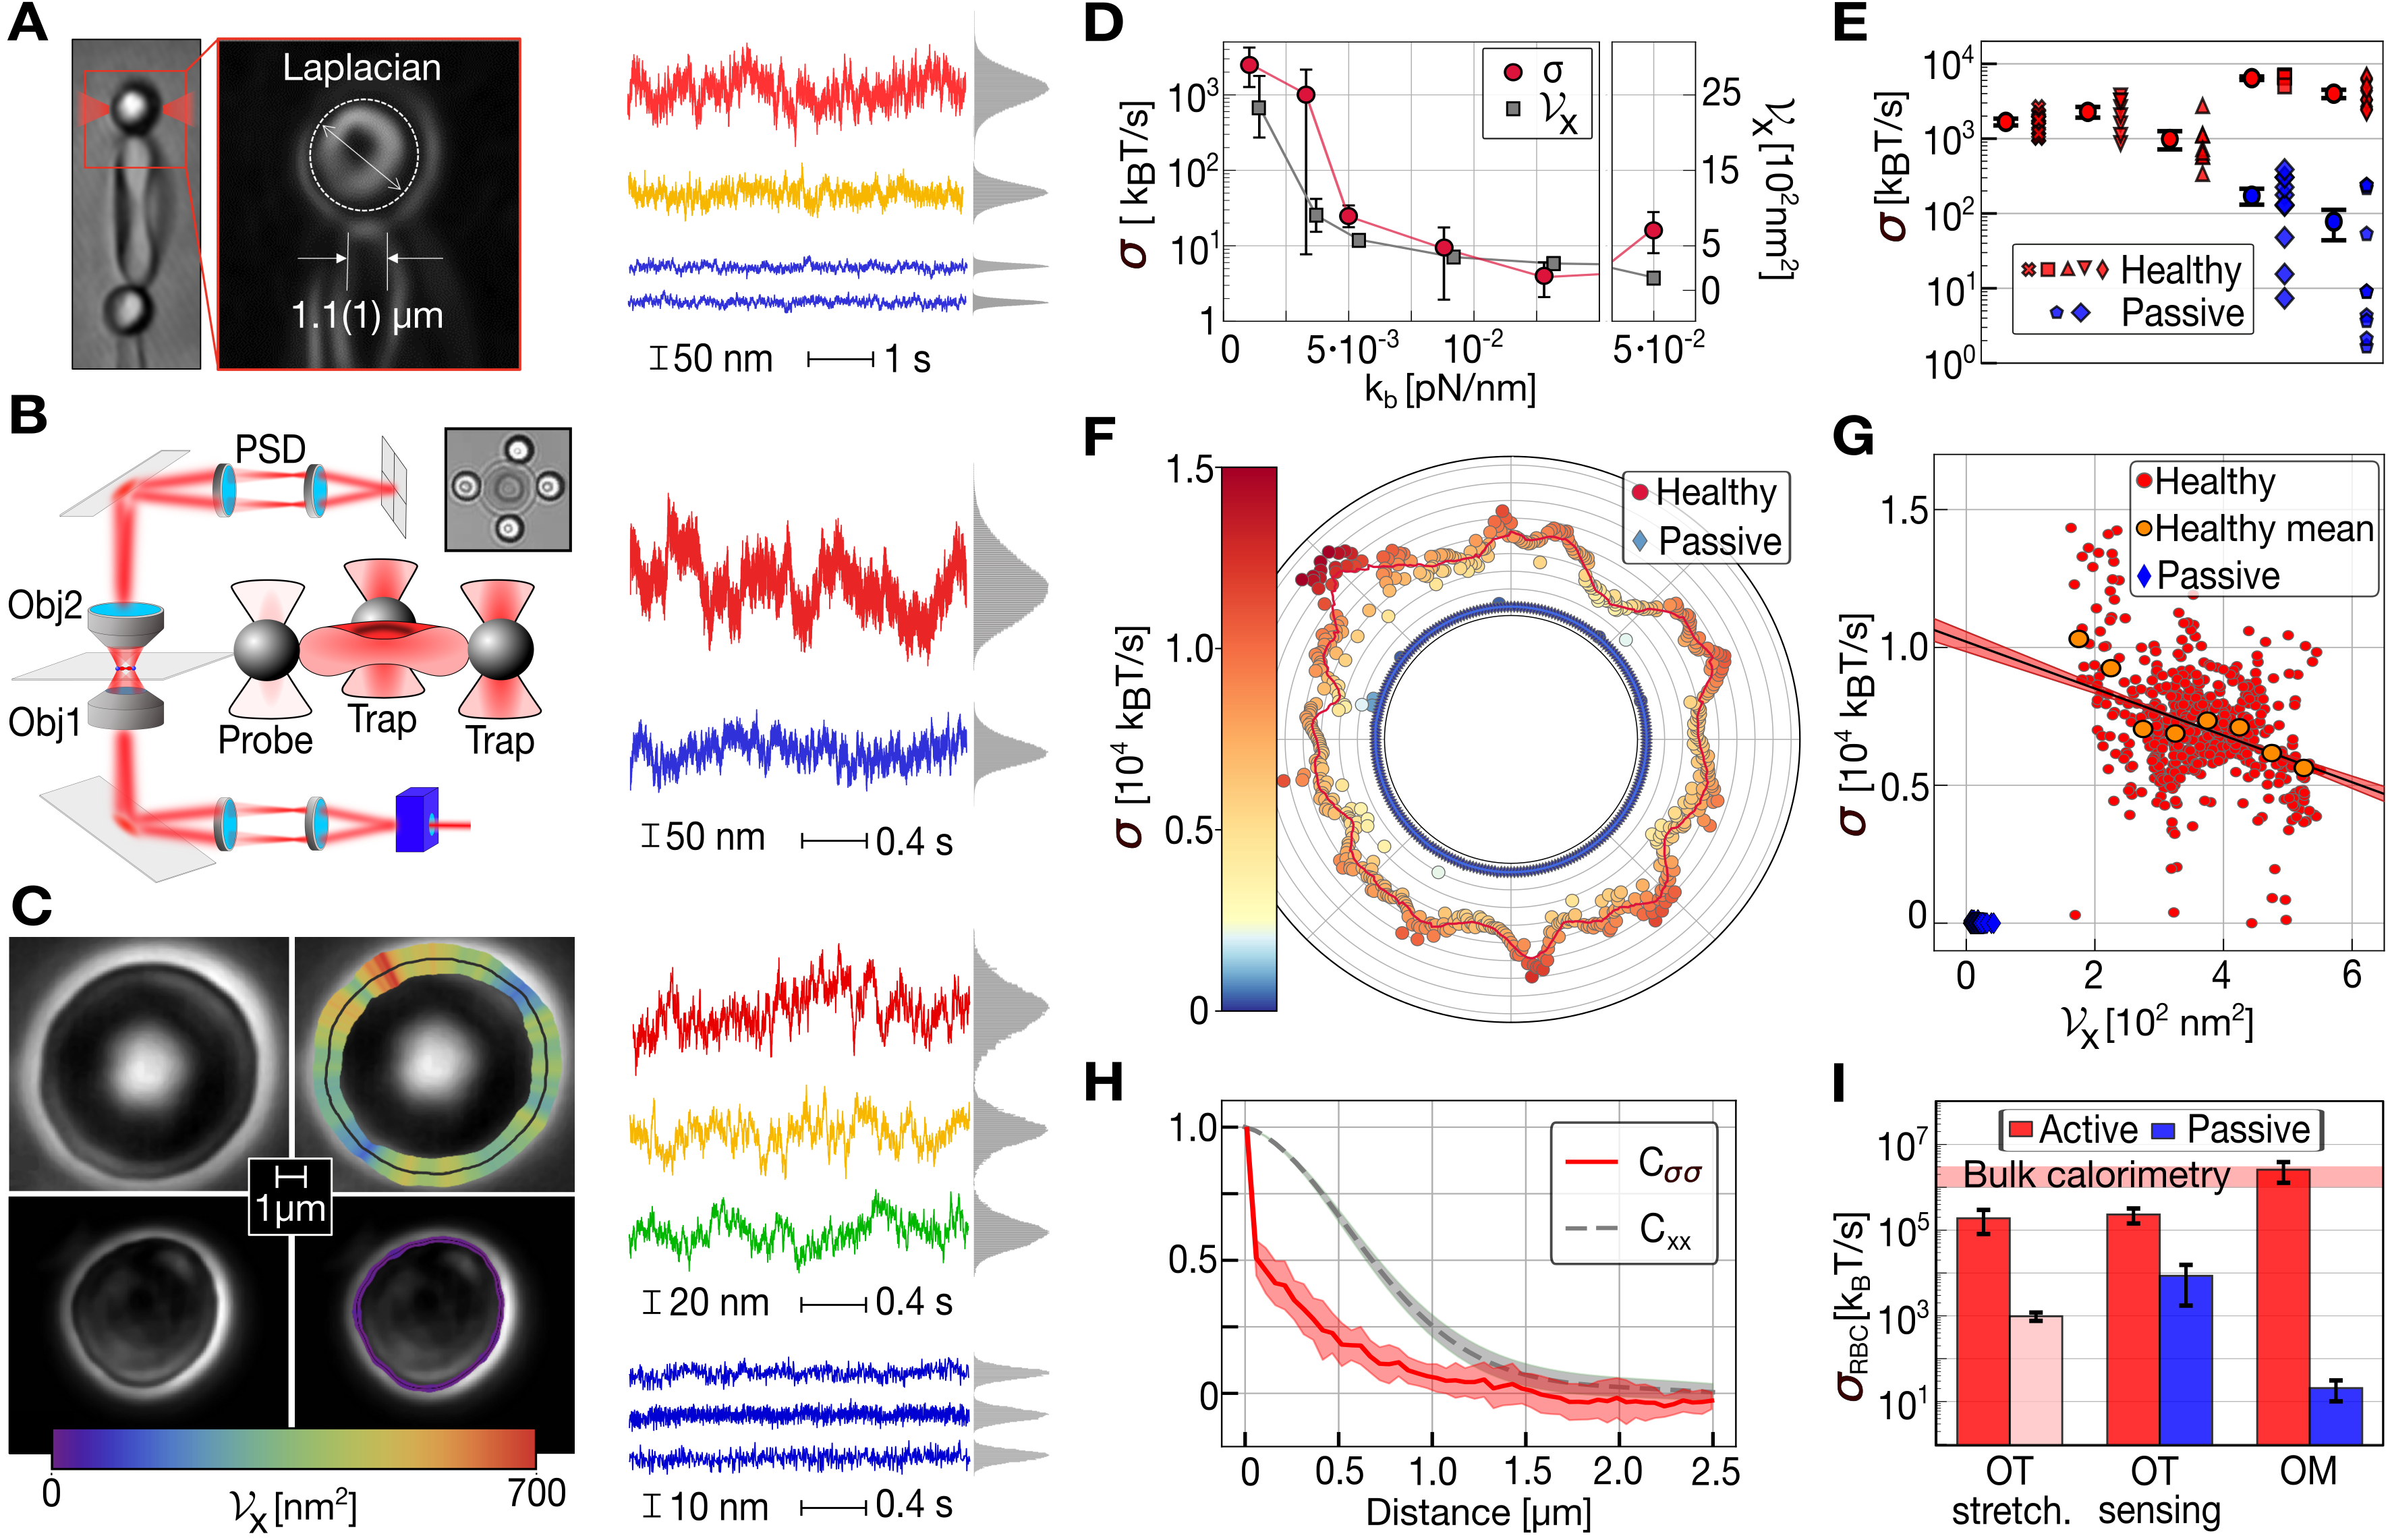 A
Laplacian
1.1(1) µm
50 nm
1 s
B
PSD
Obj2
Obj1
Probe
Trap
Trap
50 nm
0.4 s
C
1µm
0
700
𝒱x [nm²]
20 nm
0.4 s
10 nm
0.4 s
D
σ [ kBT/s]
10³
10²
10¹
1
σ
𝒱x
25
15
5
0
𝒱x [10²nm²]
0
5·10⁻³
10⁻²
5·10⁻²
kb [pN/nm]
E
σ [kBT/s]
10⁴
10³
10²
10¹
10⁰
Healthy
Passive
F
σ [10⁴ kBT/s]
1.5
1.0
0.5
0
Healthy
Passive
G
σ [10⁴ kBT/s]
1.5
1.0
0.5
0
Healthy
Healthy mean
Passive
0
2
4
6
𝒱x [10² nm²]
H
1.0
0.5
0
Cσσ
Cxx
0
0.5
1.0
1.5
2.0
2.5
Distance [µm]
I
σRBC [kBT/s]
10⁷
10⁵
10³
10¹
Active
Passive
Bulk calorimetry
OT
stretch.
OT
sensing
OM